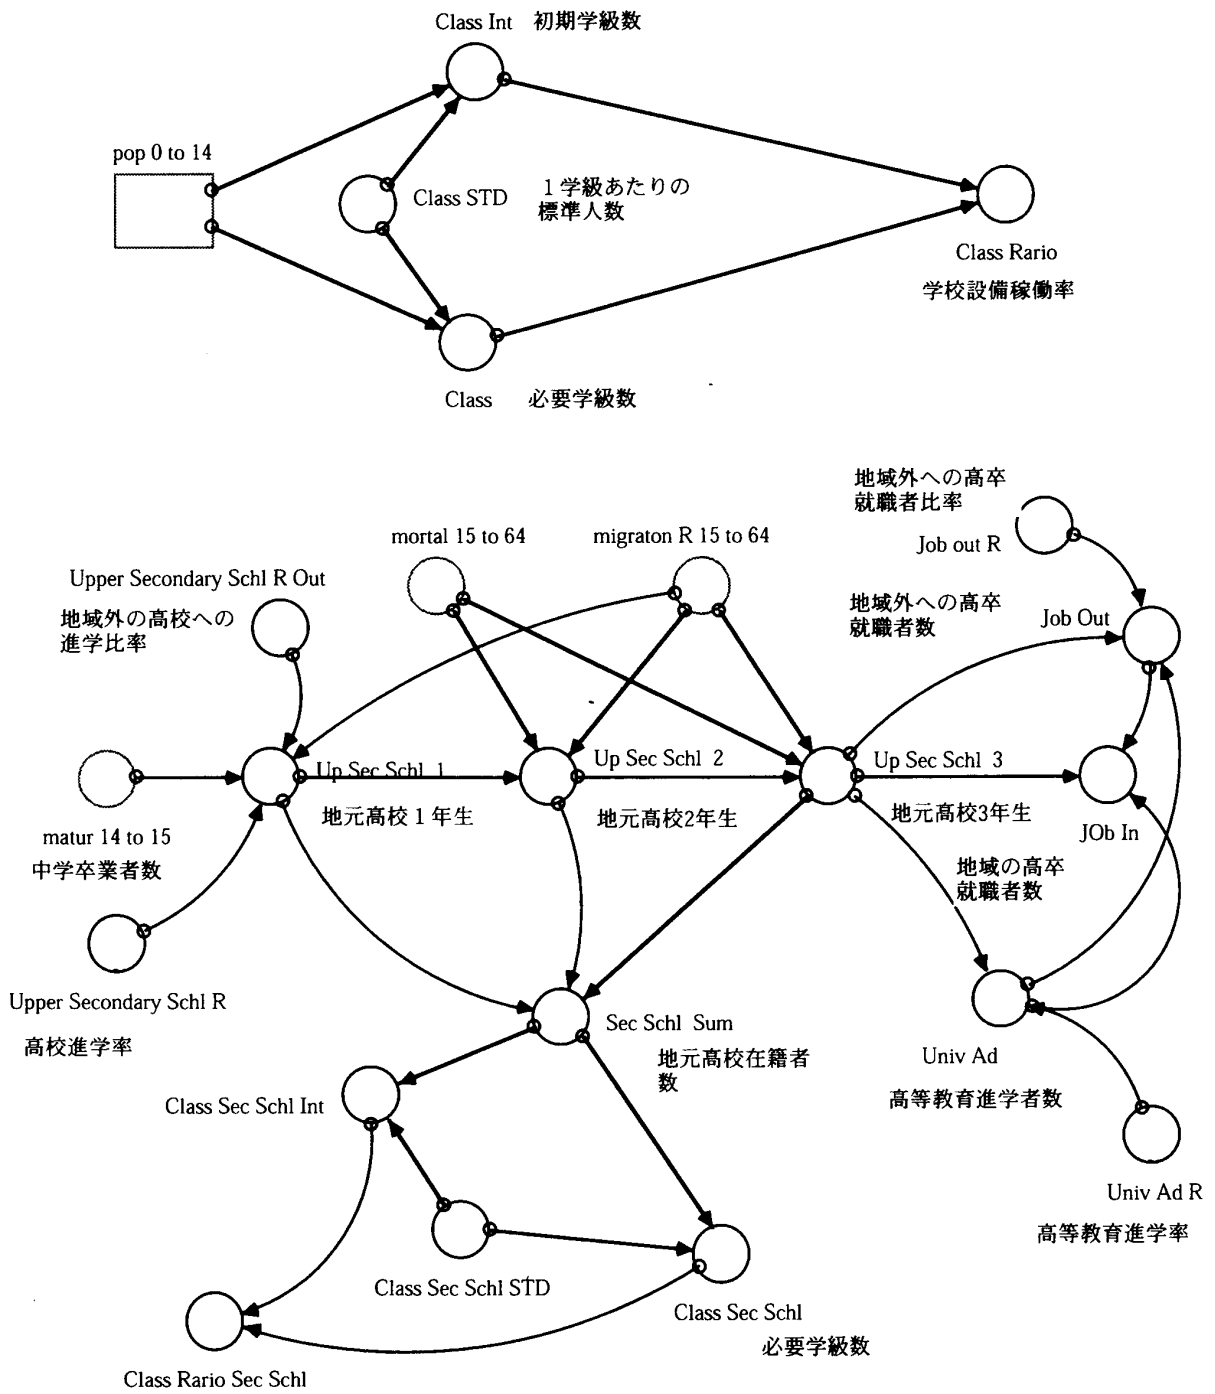 Class Int 初期学級数
pop 0 to 14
Class STD
１学級あたりの
標準人数
Class Rario
学校設備稼働率
Class 必要学級数
地域外への高卒
就職者比率
Job out R
mortal 15 to 64
migraton R 15 to 64
Upper Secondary Schl R Out
地域外の高校への
進学比率
地域外への高卒
就職者数
Job Out
Up Sec Schl 1
地元高校１年生
Up Sec Schl 2
地元高校2年生
Up Sec Schl 3
地元高校3年生
JOb In
地域の高卒
就職者数
matur 14 to 15
中学卒業者数
Upper Secondary Schl R
高校進学率
Sec Schl Sum
地元高校在籍者
数
Univ Ad
高等教育進学者数
Class Sec Schl Int
Univ Ad R
高等教育進学率
Class Sec Schl STD
Class Sec Schl
必要学級数
Class Rario Sec Schl